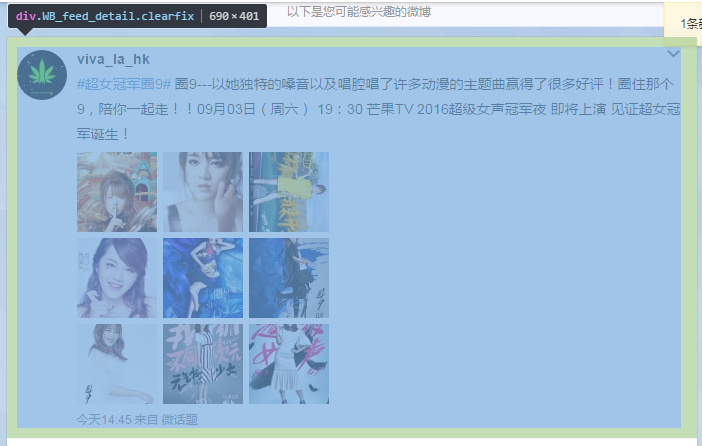 div.WB_feed_detail.clearfix | 690×401
以下是您可能感兴趣的微博
1条新
viva_la_hk
#超女冠军圈9# 圈9---以她独特的嗓音以及唱腔唱了许多动漫的主题曲赢得了很多好评！圈住那个
9，陪你一起走！！09月03日（周六） 19：30 芒果TV 2016超级女声冠军夜 即将上演 见证超女冠
军诞生！
今天14:45 来自 微话题